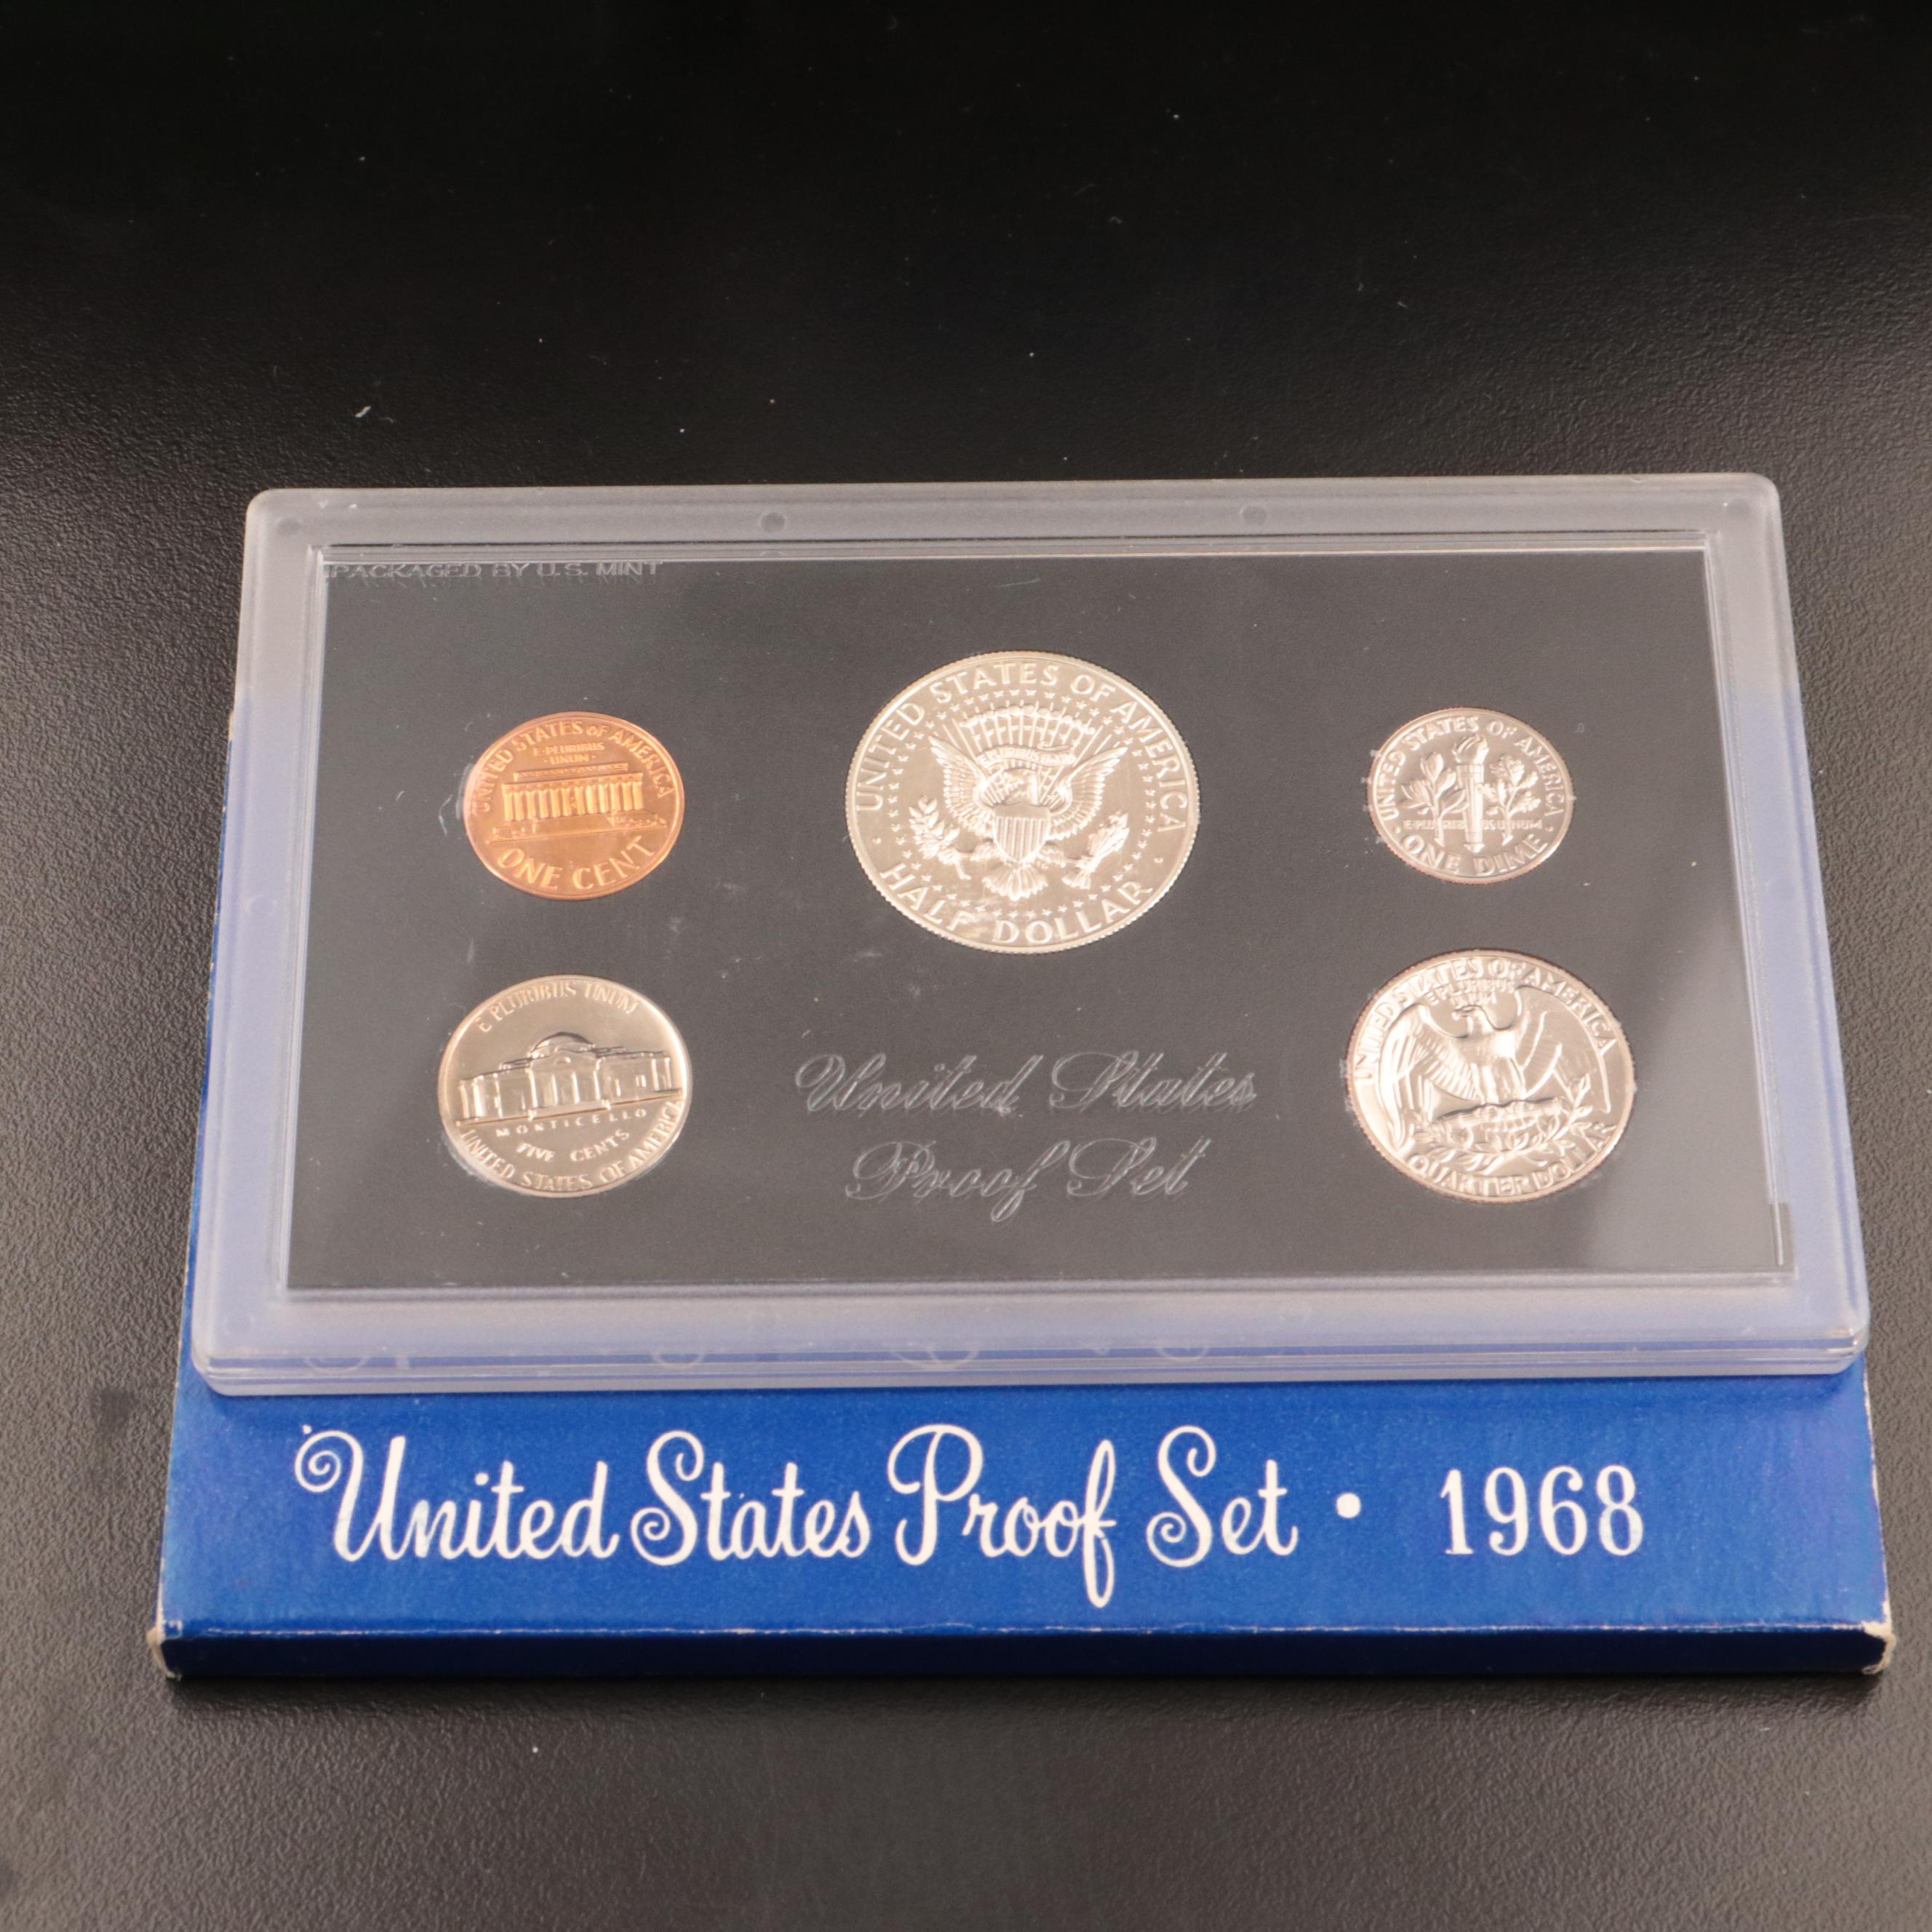 PACKAGED BY U.S. MINT
UNITED STATES OF AMERICA
E·PLURIBUS
·UNUM·
ONE CENT
UNITED STATES OF AMERICA
HALF DOLLAR
UNITED STATES OF AMERICA
E PLURIBUS UNUM
ONE DIME
E PLURIBUS UNUM
MONTICELLO
FIVE CENTS
UNITED STATES OF AMERICA
United States
Proof Set
UNITED STATES OF AMERICA
E PLURIBUS
UNUM
QUARTER DOLLAR
United States Proof Set • 1968